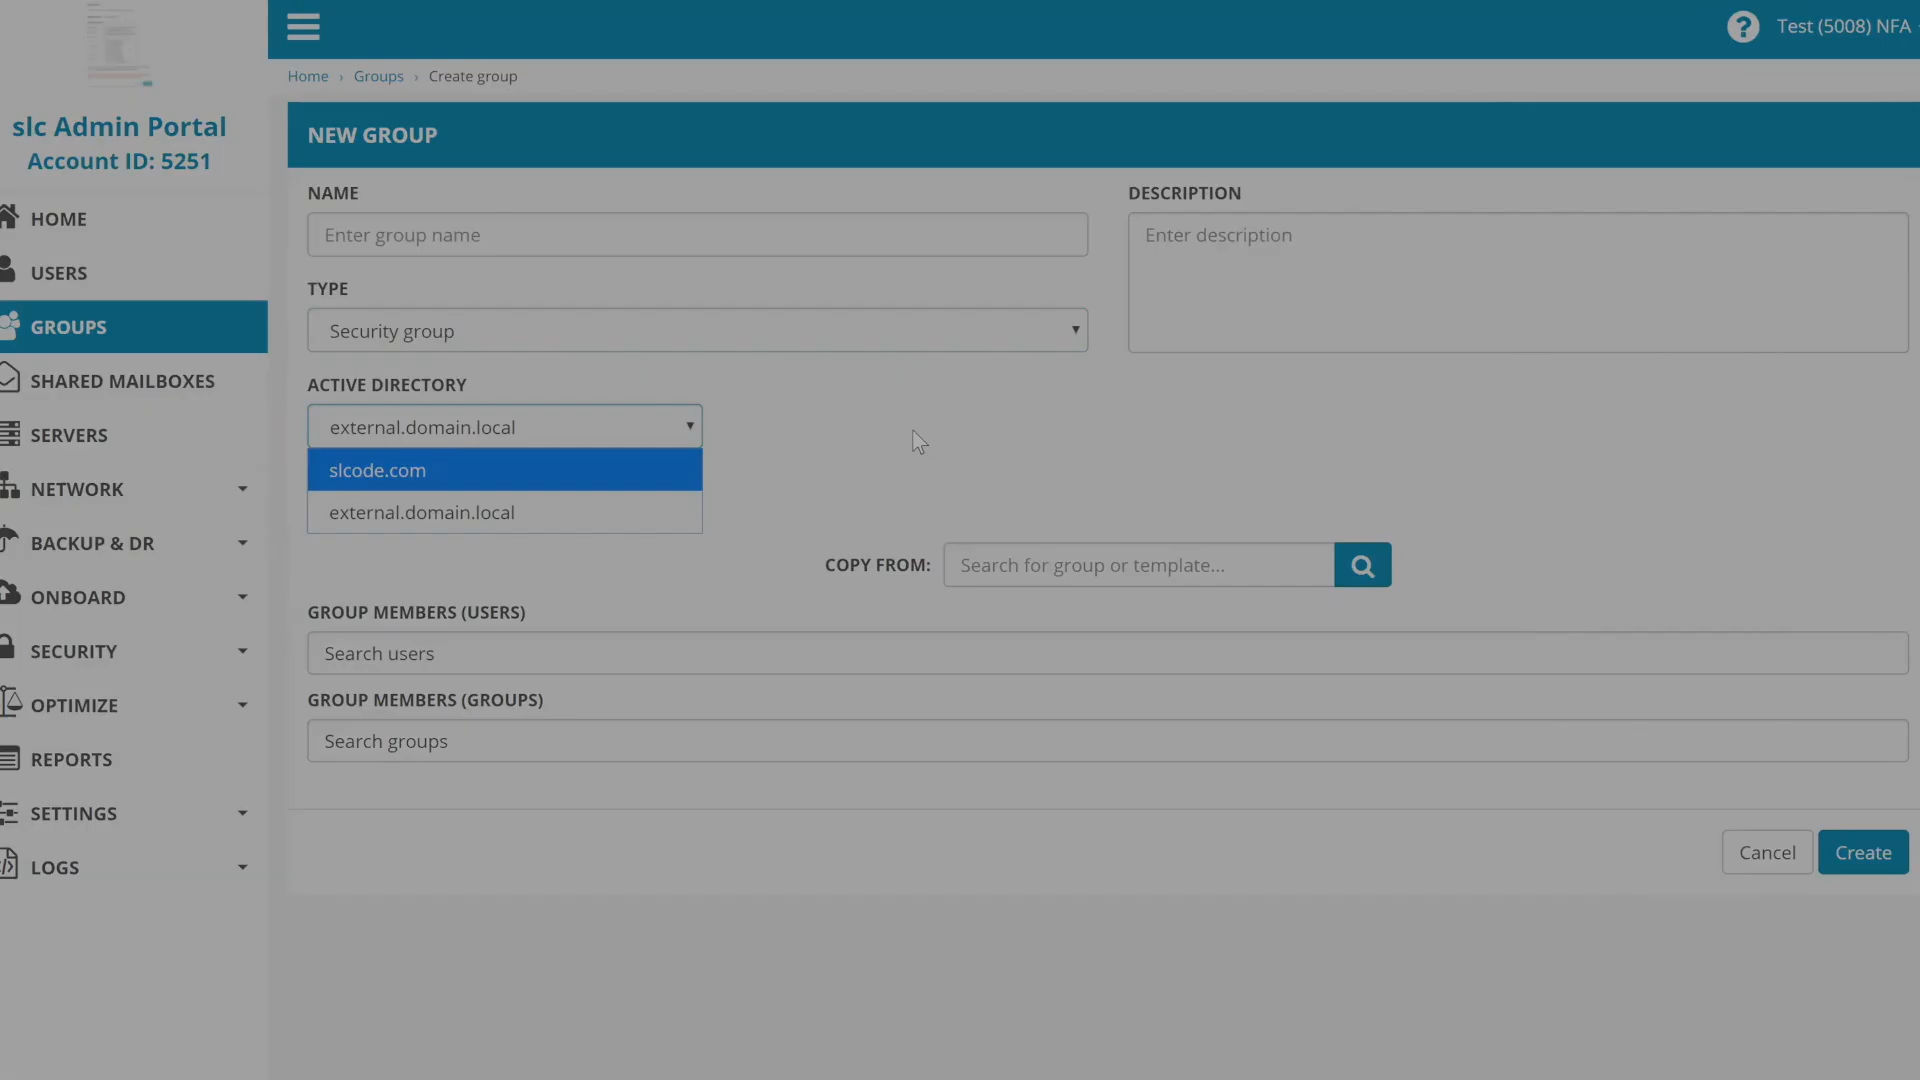 Test (5008) NFA
Home › Groups › Create group
slc Admin Portal
Account ID: 5251
HOME
USERS
GROUPS
SHARED MAILBOXES
SERVERS
NETWORK
BACKUP & DR
ONBOARD
SECURITY
OPTIMIZE
REPORTS
SETTINGS
LOGS
NEW GROUP
NAME
Enter group name
DESCRIPTION
Enter description
TYPE
Security group
ACTIVE DIRECTORY
external.domain.local
slcode.com
external.domain.local
COPY FROM: Search for group or template...
GROUP MEMBERS (USERS)
Search users
GROUP MEMBERS (GROUPS)
Search groups
Cancel Create